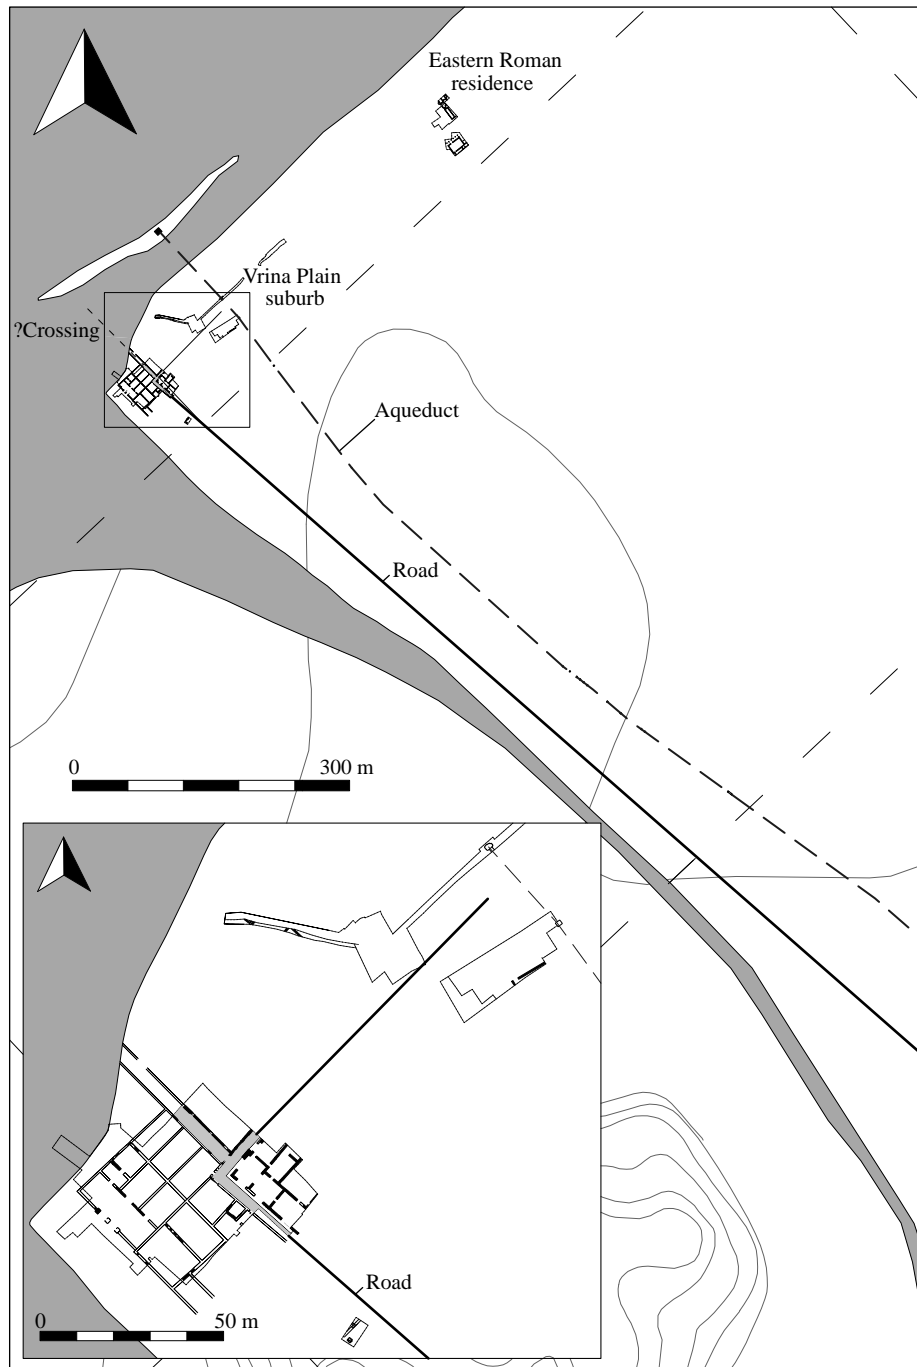 Eastern Roman
residence
Vrina Plain
suburb
?Crossing
Aqueduct
Road
0 300 m
Road
0 50 m